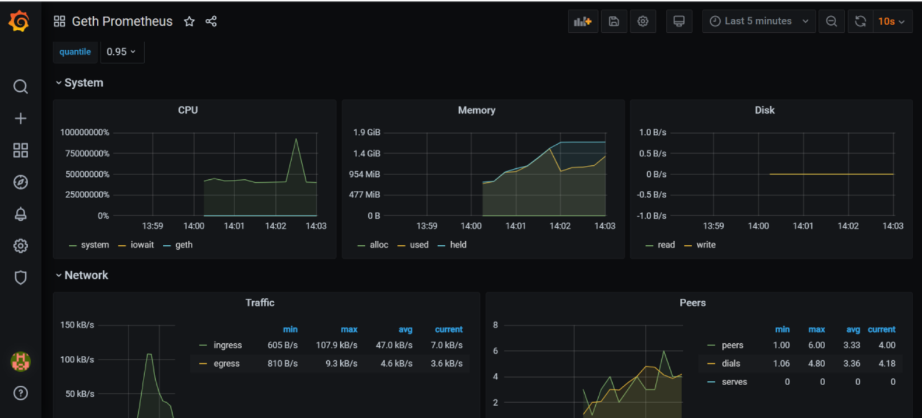 Geth Prometheus
Last 5 minutes
10s
quantile 0.95
System
CPU
100000000%
75000000%
50000000%
25000000%
0%
13:59 14:00 14:01 14:02 14:03
system iowait geth
Memory
1.9 GiB
1.4 GiB
954 MiB
477 MiB
0 B
13:59 14:00 14:01 14:02 14:03
alloc used held
Disk
1.0 B/s
0.5 B/s
0 B/s
-0.5 B/s
-1.0 B/s
13:59 14:00 14:01 14:02 14:03
read write
Network
Traffic
150 kB/s
100 kB/s
50 kB/s
min max avg current
ingress 605 B/s 107.9 kB/s 47.0 kB/s 7.0 kB/s
egress 810 B/s 9.3 kB/s 4.6 kB/s 3.6 kB/s
Peers
8
6
4
2
min max avg current
peers 1.00 6.00 3.33 4.00
dials 1.06 4.80 3.36 4.18
serves 0 0 0 0